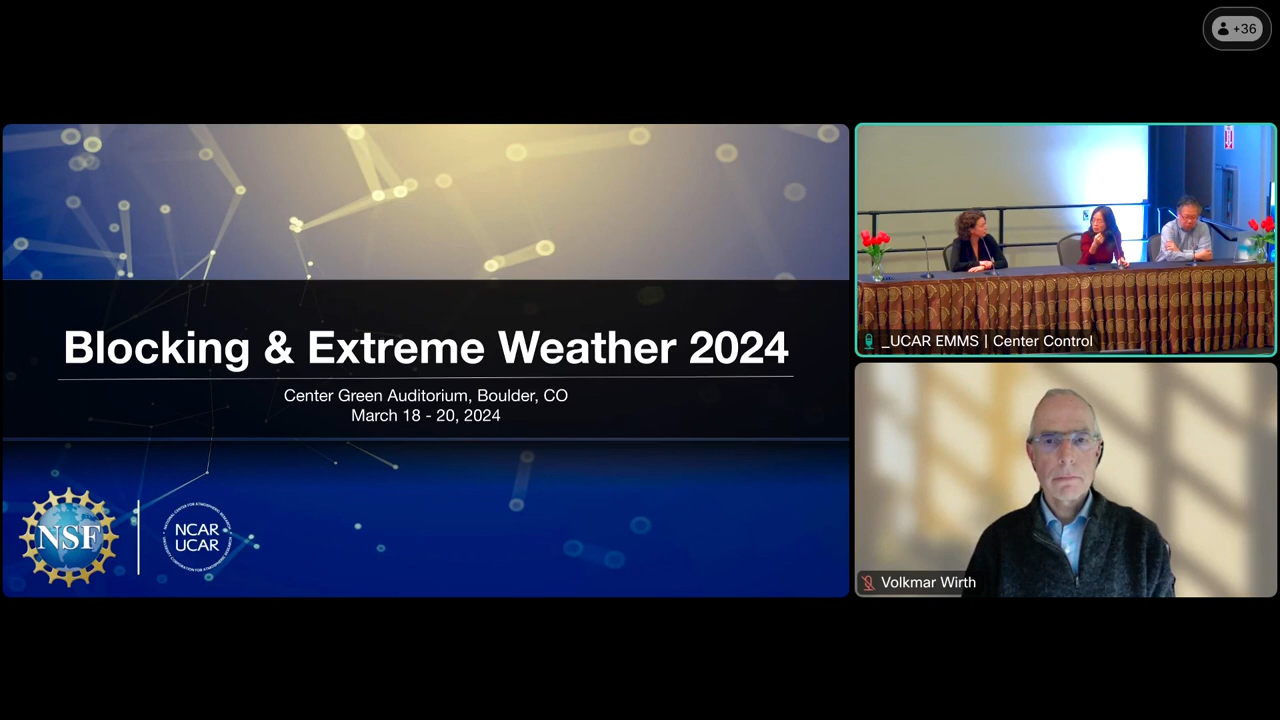 +36
Blocking & Extreme Weather 2024
Center Green Auditorium, Boulder, CO
March 18 - 20, 2024
NSF
NCAR
UCAR
_UCAR EMMS | Center Control
Volkmar Wirth